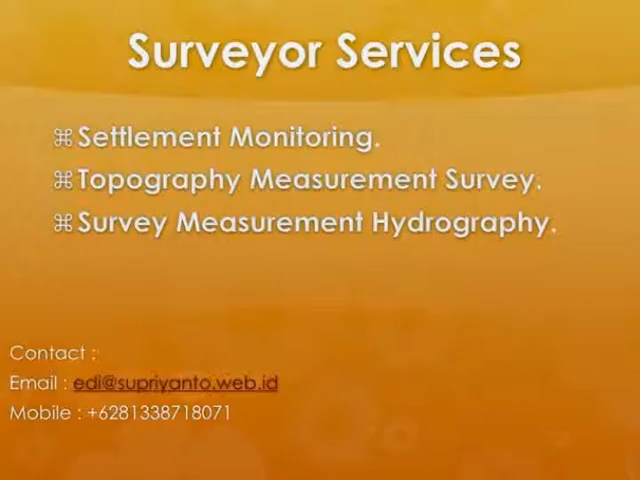 Surveyor Services
⌘Settlement Monitoring.
⌘Topography Measurement Survey.
⌘Survey Measurement Hydrography.
Contact :
Email : edi@supriyanto.web.id
Mobile : +6281338718071